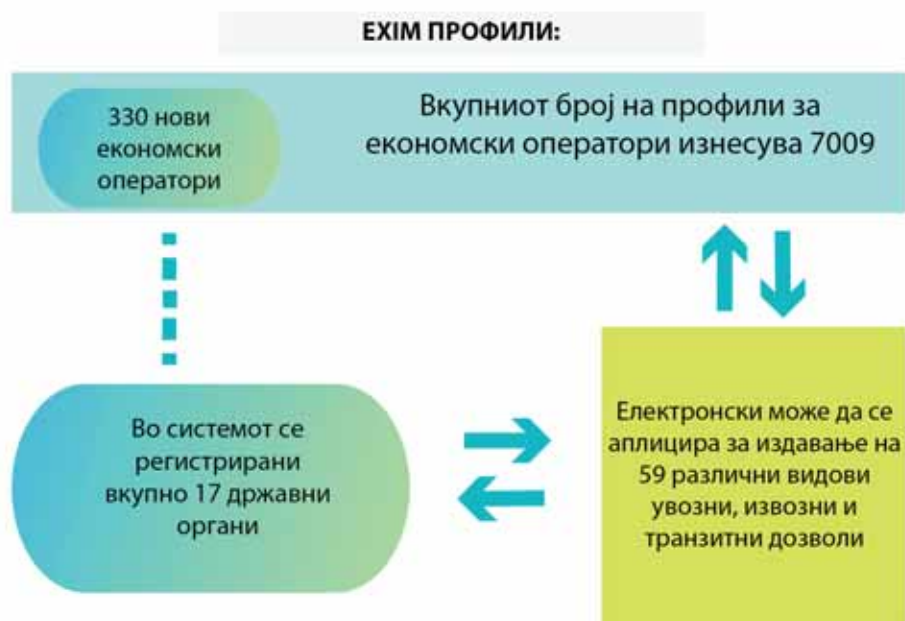 EXIM ПРОФИЛИ:
330 нови
економски
оператори
Вкупниот број на профили за
економски оператори изнесува 7009
Во системот се
регистрирани
вкупно 17 државни
органи
Електронски може да се
аплицира за издавање на
59 различни видови
увозни, извозни и
транзитни дозволи